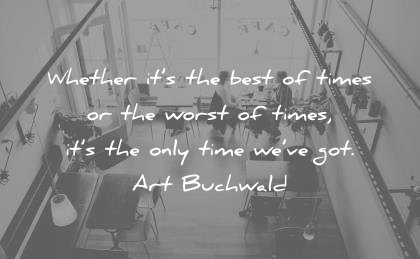 Whether it's the best of times
or the worst of times,
it's the only time we've got.
Art Buchwald